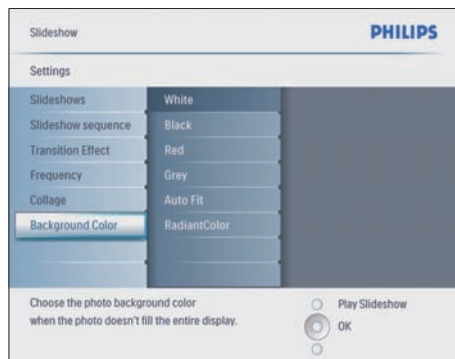 Slideshow
PHILIPS
Settings
Slideshows
White
Slideshow sequence
Black
Transition Effect
Red
Frequency
Grey
Collage
Auto Fit
Background Color
RadiantColor
Choose the photo background color
when the photo doesn't fill the entire display.
Play Slideshow
OK